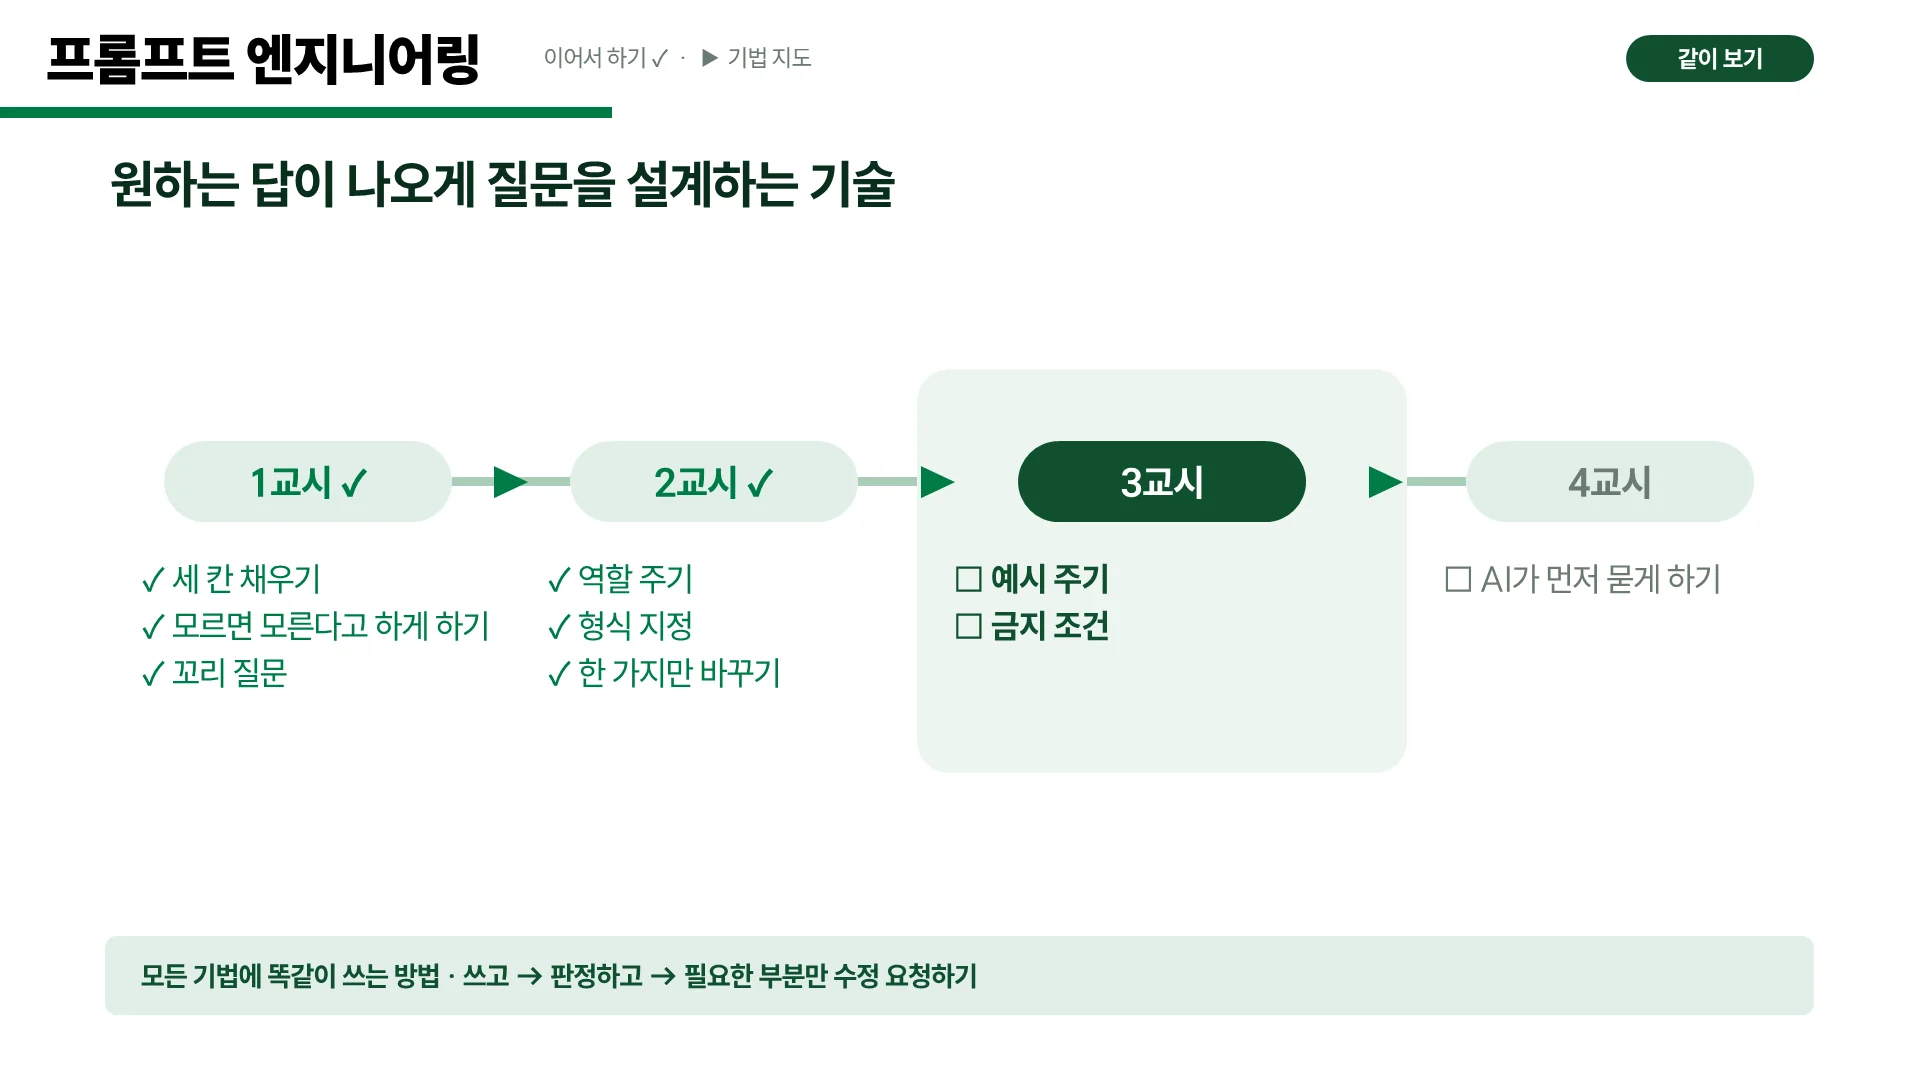 프롬프트 엔지니어링
이어서 하기 ✓ · ▶ 기법 지도
같이 보기
원하는 답이 나오게 질문을 설계하는 기술
1교시 ✓
✓ 세 칸 채우기
✓ 모르면 모른다고 하게 하기
✓ 꼬리 질문
2교시 ✓
✓ 역할 주기
✓ 형식 지정
✓ 한 가지만 바꾸기
3교시
☐ 예시 주기
☐ 금지 조건
4교시
☐ AI가 먼저 묻게 하기
모든 기법에 똑같이 쓰는 방법 · 쓰고 → 판정하고 → 필요한 부분만 수정 요청하기